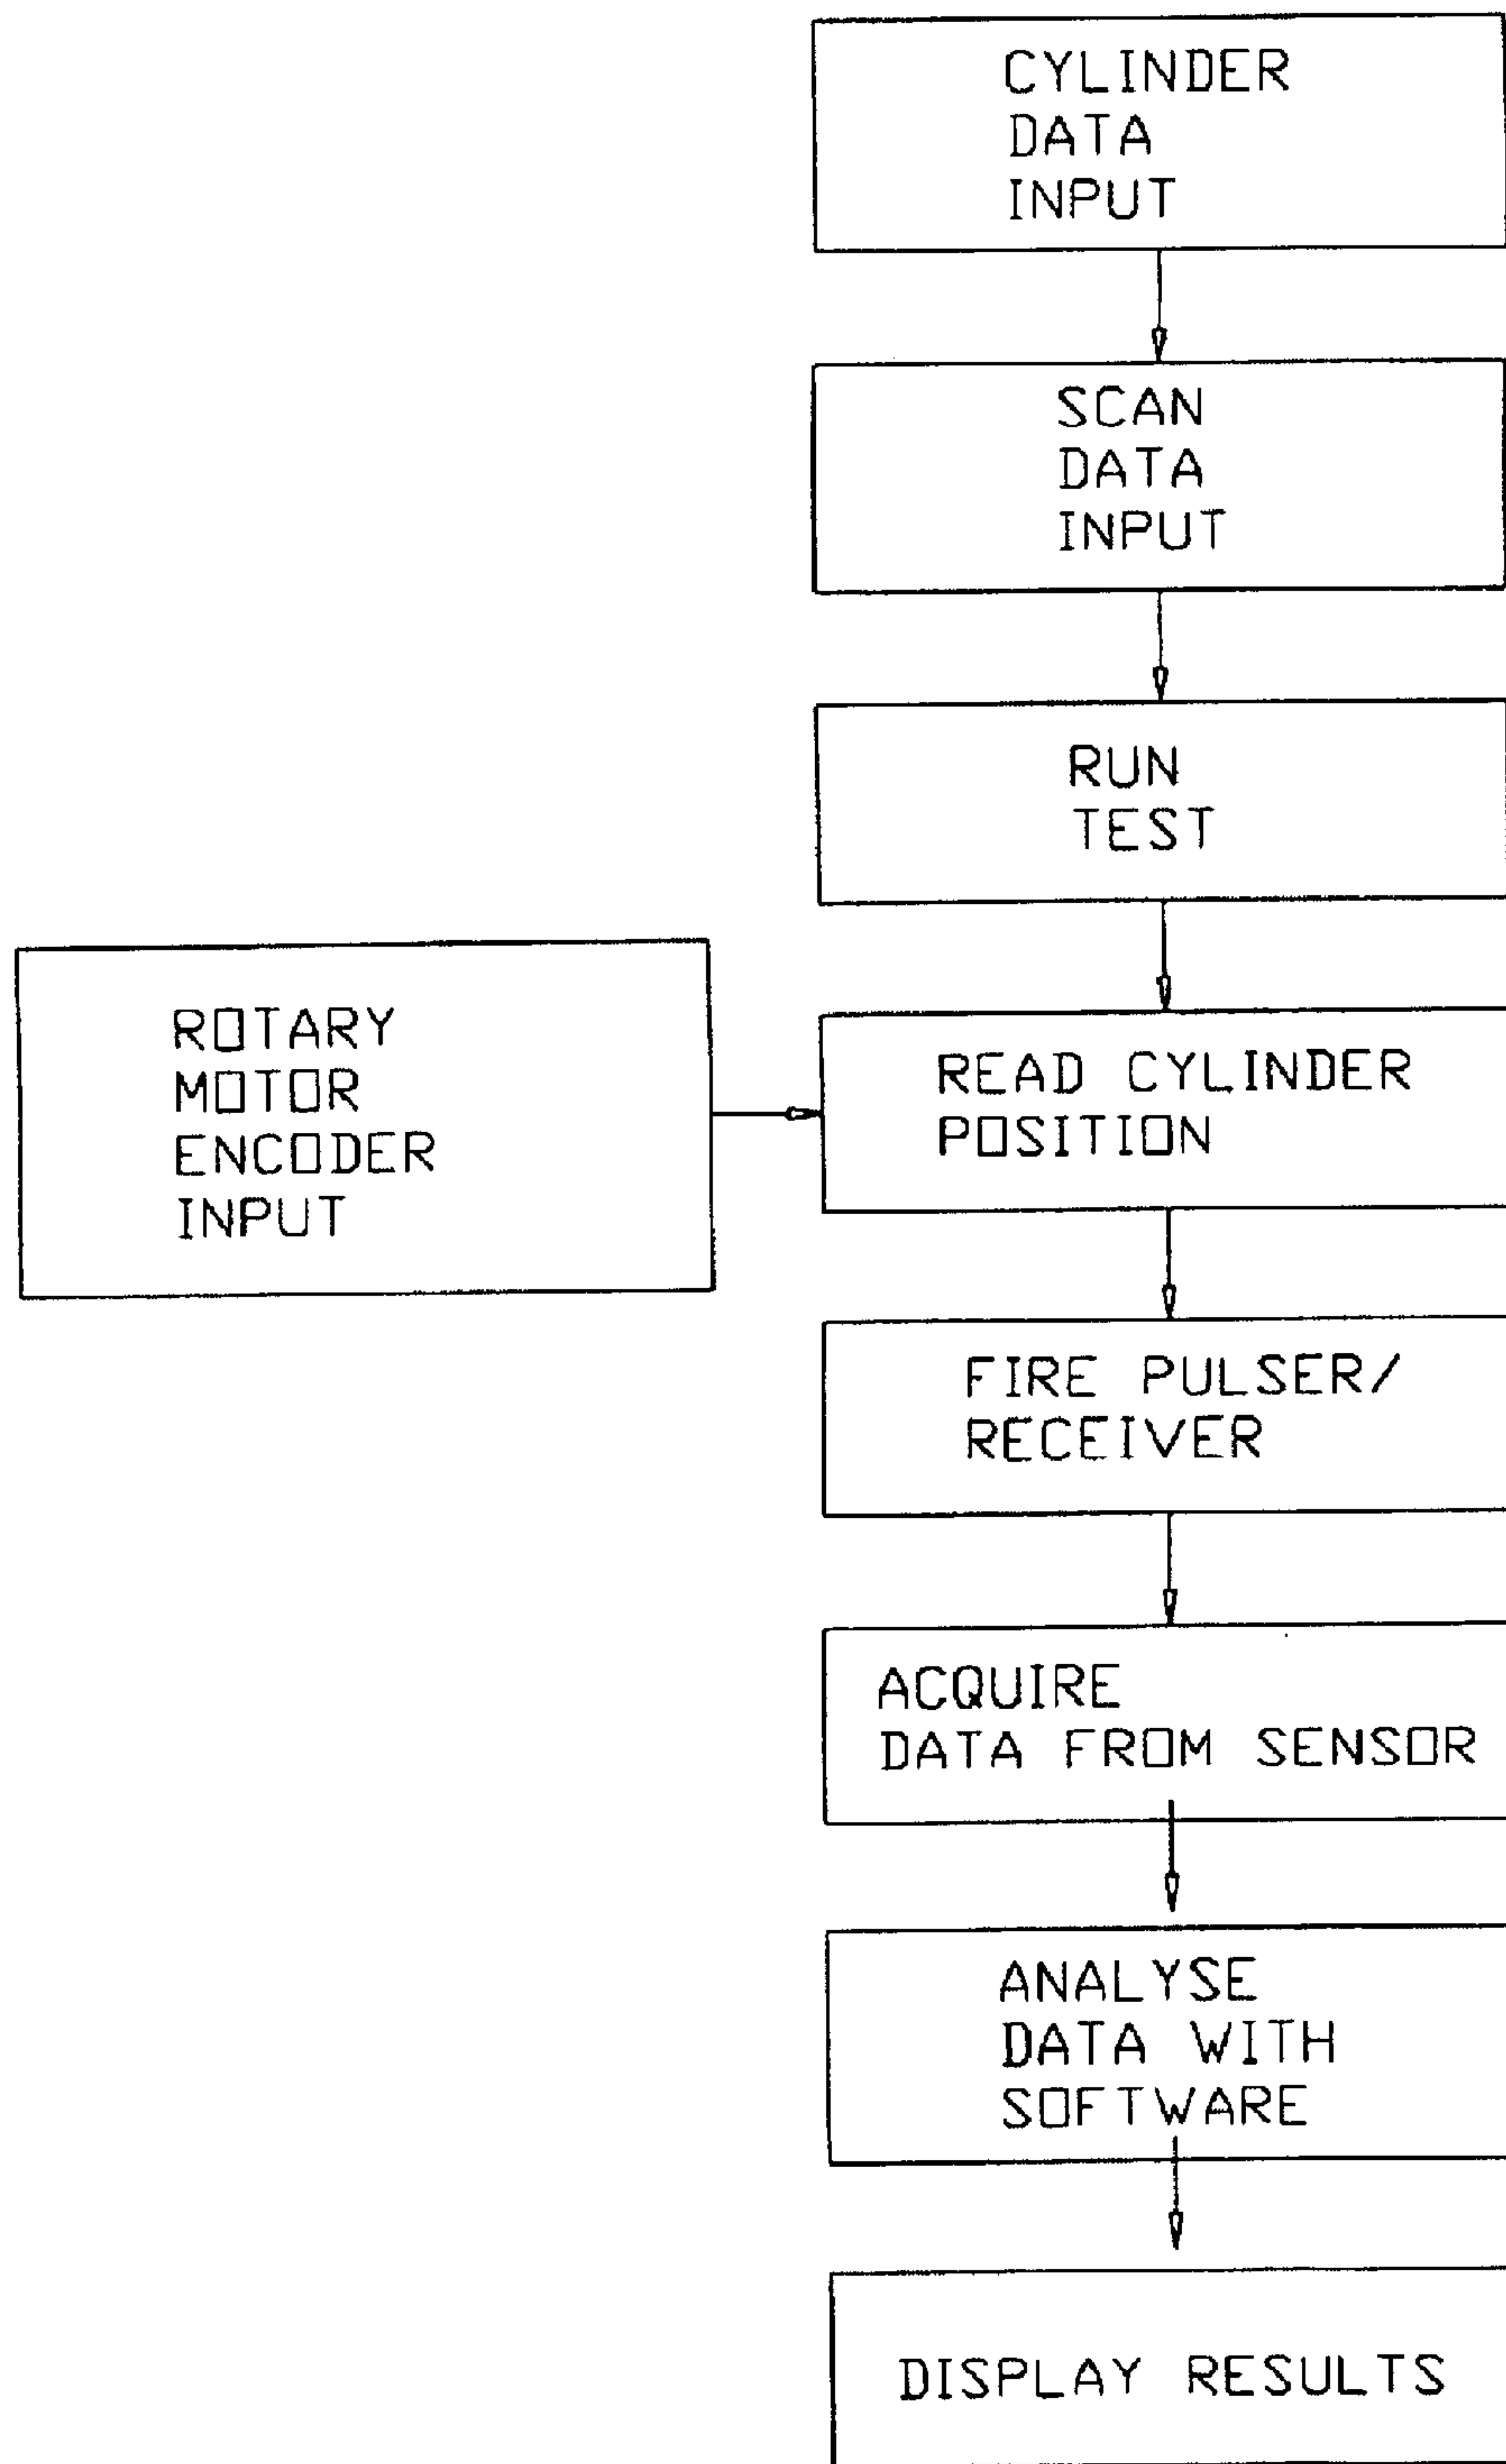 CYLINDER
DATA
INPUT
SCAN
DATA
INPUT
RUN
TEST
ROTARY
MOTOR
ENCODER
INPUT
READ CYLINDER
POSITION
FIRE PULSER/
RECEIVER
ACQUIRE
DATA FROM SENSOR
ANALYSE
DATA WITH
SOFTWARE
DISPLAY RESULTS